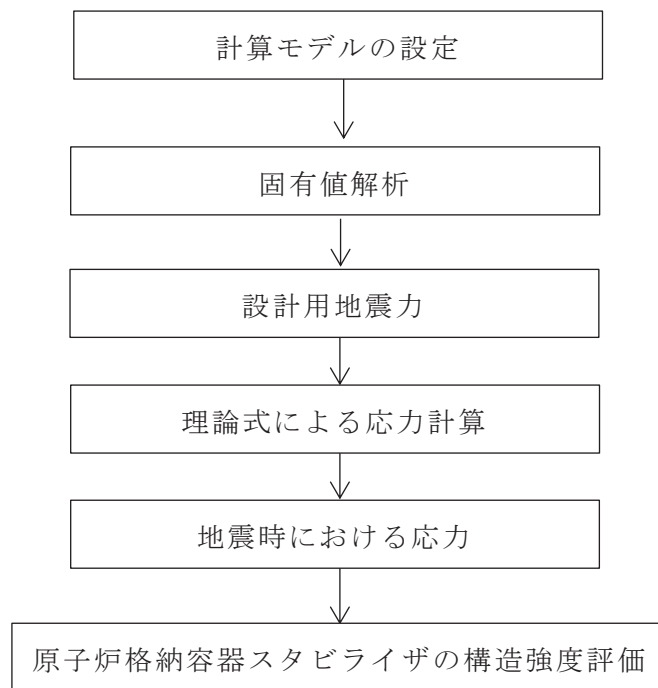 計算モデルの設定
固有値解析
設計用地震力
理論式による応力計算
地震時における応力
原子炉格納容器スタビライザの構造強度評価